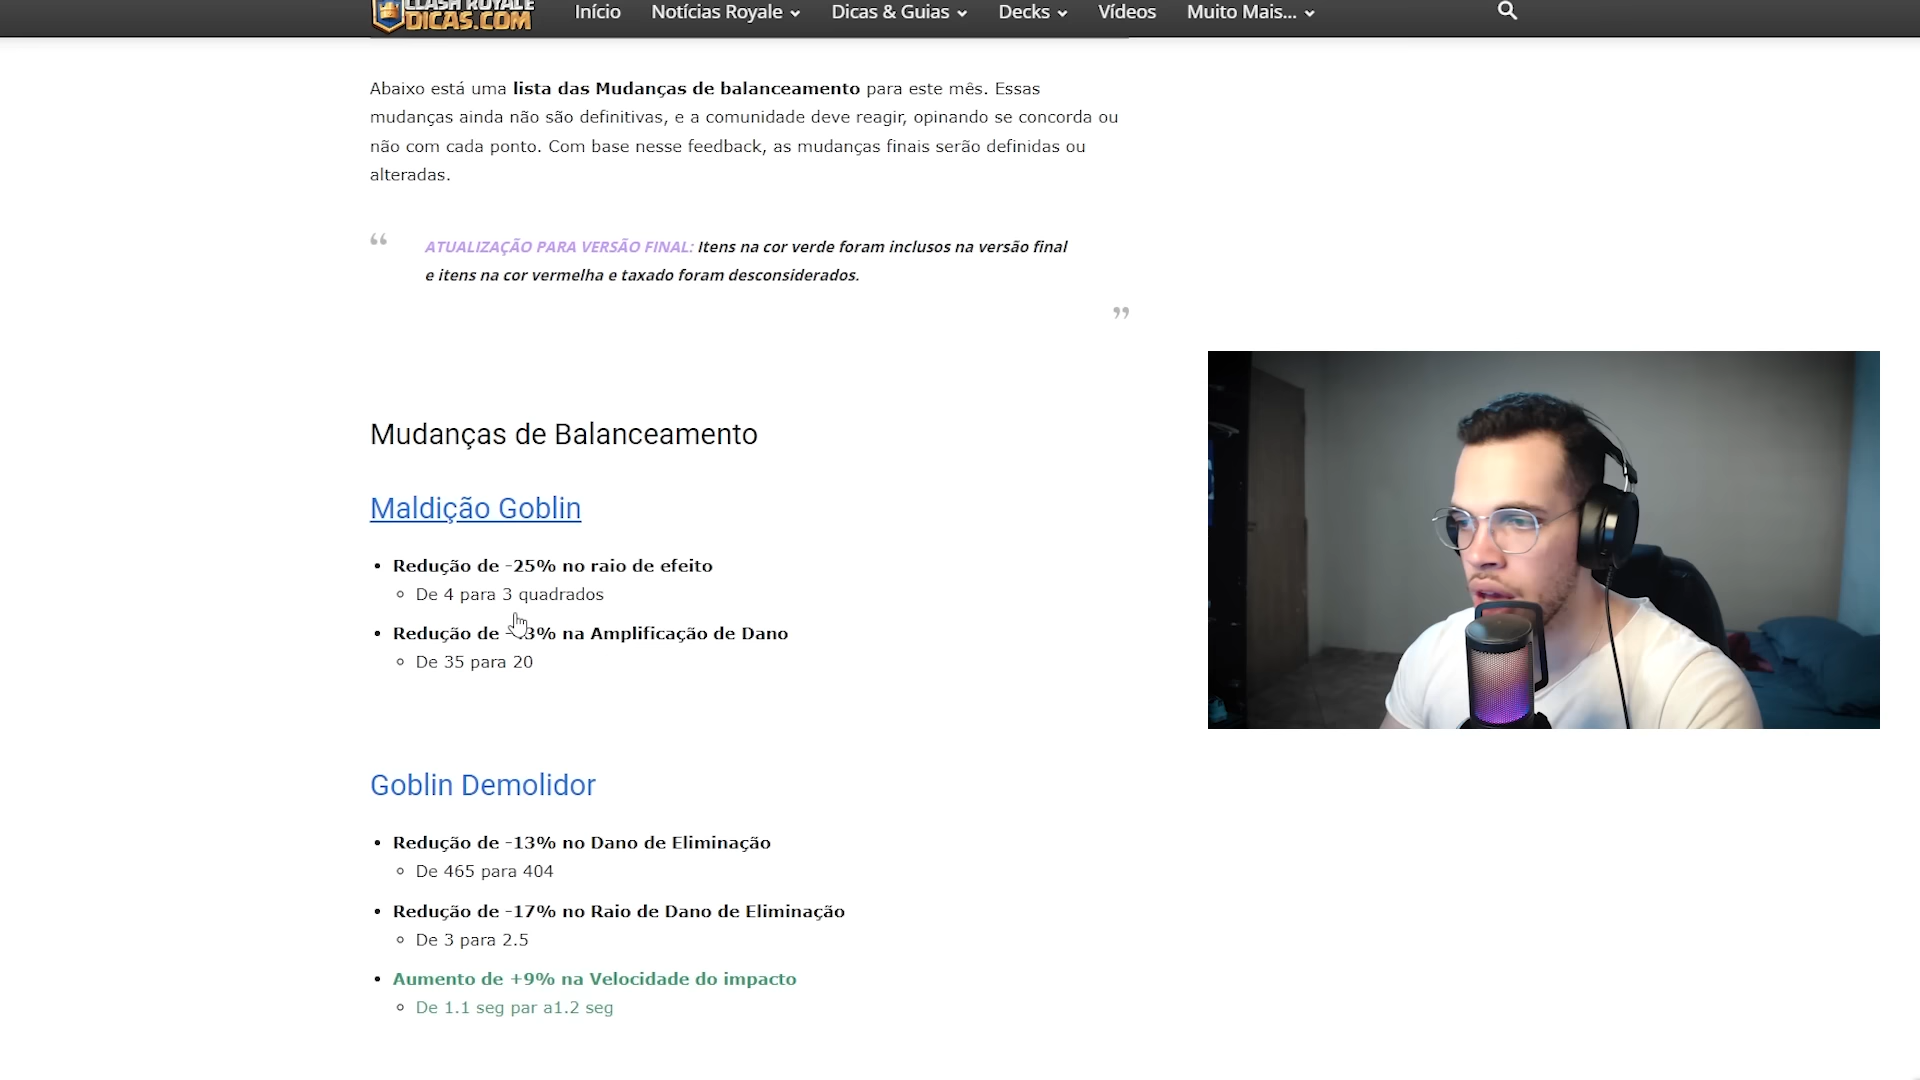 CLASH ROYALE
DICAS.COM
Início
Notícias Royale
Dicas & Guias
Decks
Vídeos
Muito Mais...
Abaixo está uma lista das Mudanças de balanceamento para este mês. Essas
mudanças ainda não são definitivas, e a comunidade deve reagir, opinando se concorda ou
não com cada ponto. Com base nesse feedback, as mudanças finais serão definidas ou
alteradas.
“
ATUALIZAÇÃO PARA VERSÃO FINAL: Itens na cor verde foram inclusos na versão final
e itens na cor vermelha e taxado foram desconsiderados.
”
Mudanças de Balanceamento
Maldição Goblin
• Redução de -25% no raio de efeito
De 4 para 3 quadrados
• Redução de 3% na Amplificação de Dano
De 35 para 20
Goblin Demolidor
• Redução de -13% no Dano de Eliminação
De 465 para 404
• Redução de -17% no Raio de Dano de Eliminação
De 3 para 2.5
• Aumento de +9% na Velocidade do impacto
De 1.1 seg par a1.2 seg